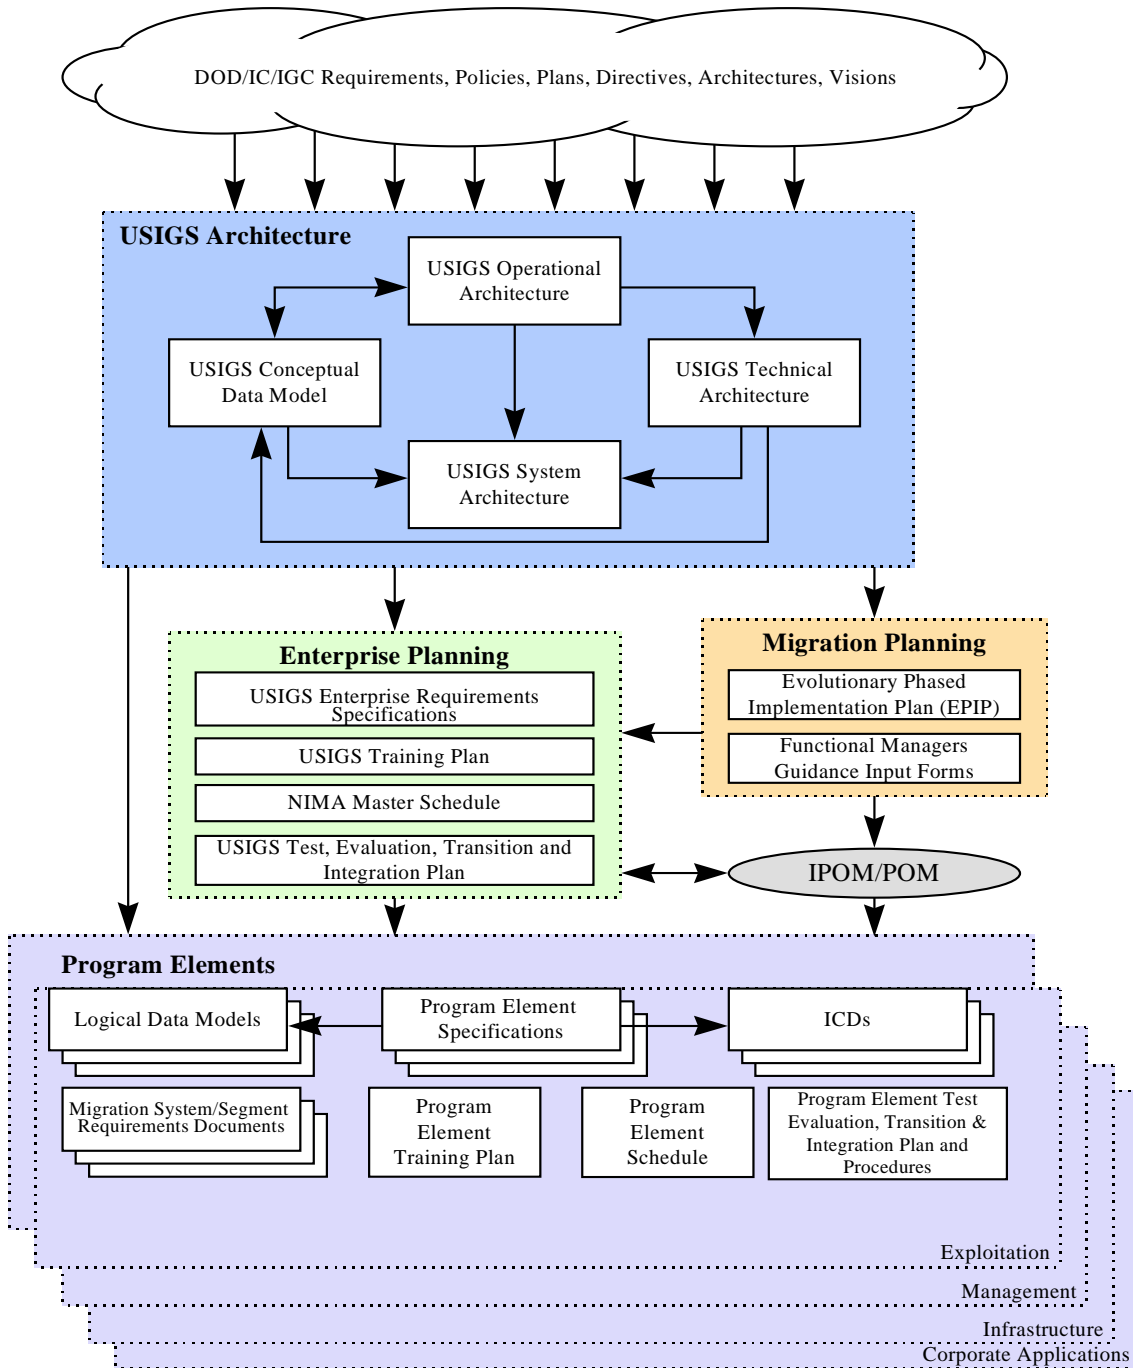 DOD/IC/IGC Requirements, Policies, Plans, Directives, Architectures, Visions
USIGS Architecture
USIGS Operational
Architecture
USIGS Conceptual
Data Model
USIGS Technical
Architecture
USIGS System
Architecture
Enterprise Planning
USIGS Enterprise Requirements
Specifications
USIGS Training Plan
NIMA Master Schedule
USIGS Test, Evaluation, Transition and
Integration Plan
Migration Planning
Evolutionary Phased
Implementation Plan (EPIP)
Functional Managers
Guidance Input Forms
IPOM/POM
Program Elements
Logical Data Models
Program Element
Specifications
ICDs
Migration System/Segment
Requirements Documents
Program
Element
Training Plan
Program
Element
Schedule
Program Element Test
Evaluation, Transition &
Integration Plan and
Procedures
Exploitation
Management
Infrastructure
Corporate Applications